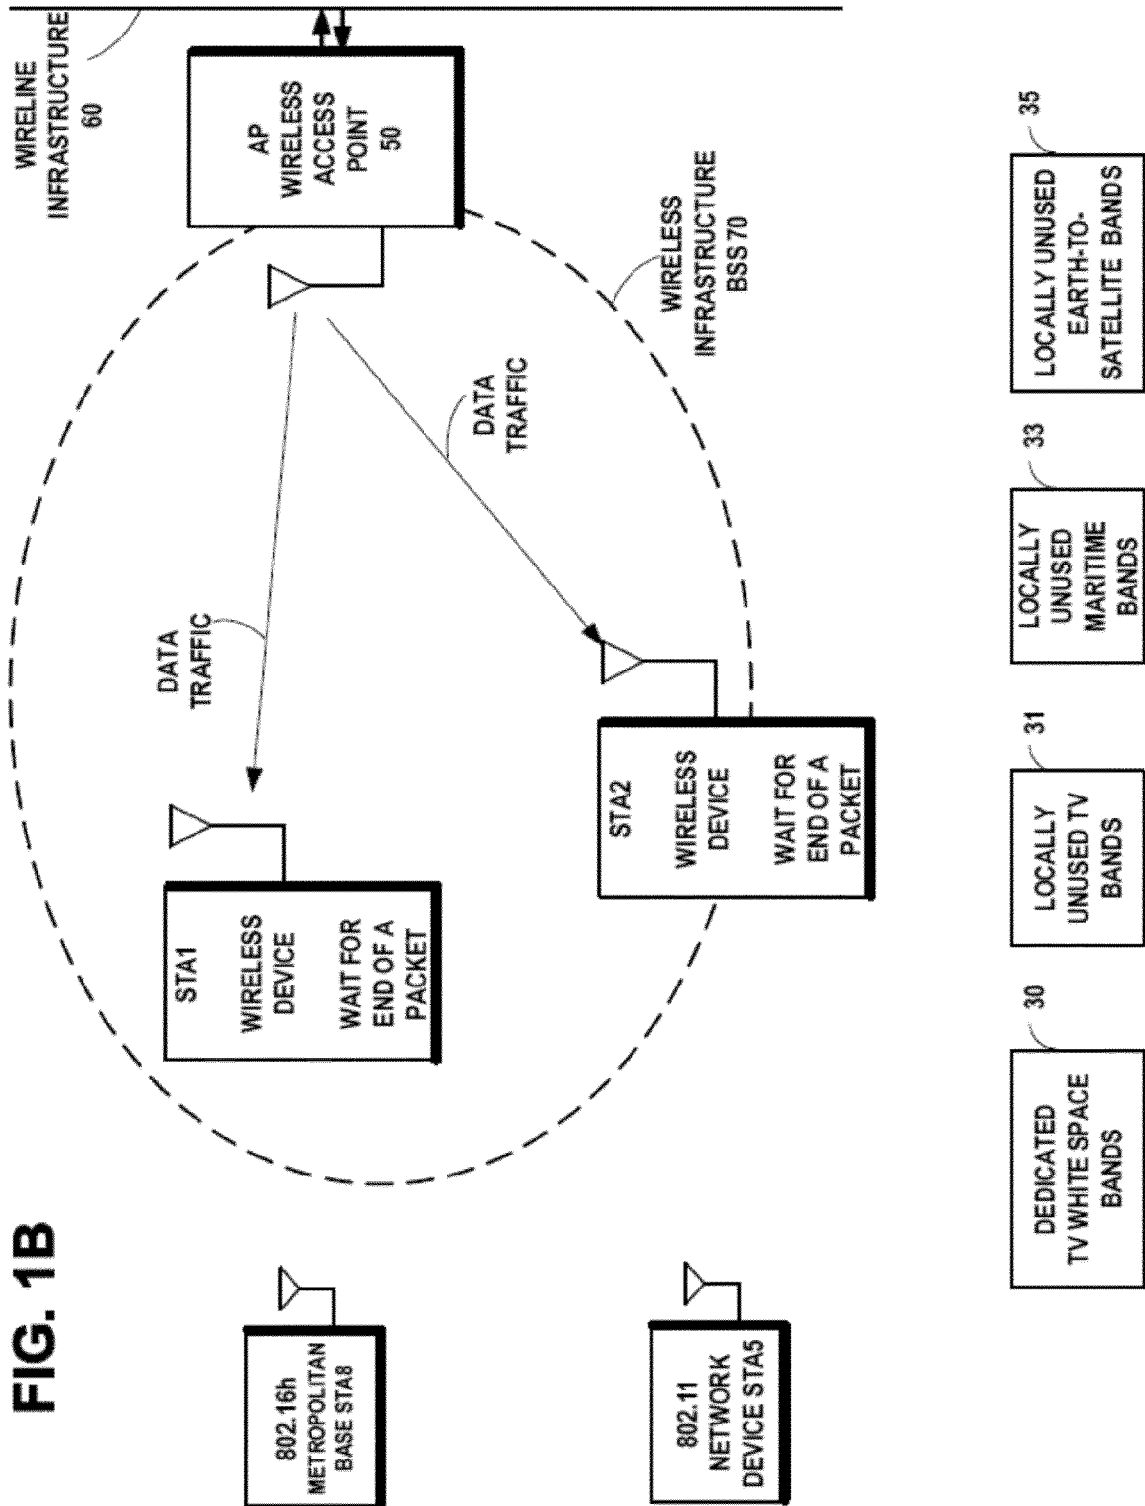 FIG. 1B
802.16h
METROPOLITAN
BASE STA8
802.11
NETWORK
DEVICE STA5
STA1
WIRELESS
DEVICE
WAIT FOR
END OF A
PACKET
STA2
WIRELESS
DEVICE
WAIT FOR
END OF A
PACKET
DATA
TRAFFIC
DATA
TRAFFIC
AP
WIRELESS
ACCESS
POINT
50
WIRELINE
INFRASTRUCTURE
60
WIRELESS
INFRASTRUCTURE
BSS 70
DEDICATED
TV WHITE SPACE
BANDS
30
LOCALLY
UNUSED TV
BANDS
31
LOCALLY
UNUSED
MARITIME
BANDS
33
LOCALLY UNUSED
EARTH-TO-
SATELLITE BANDS
35